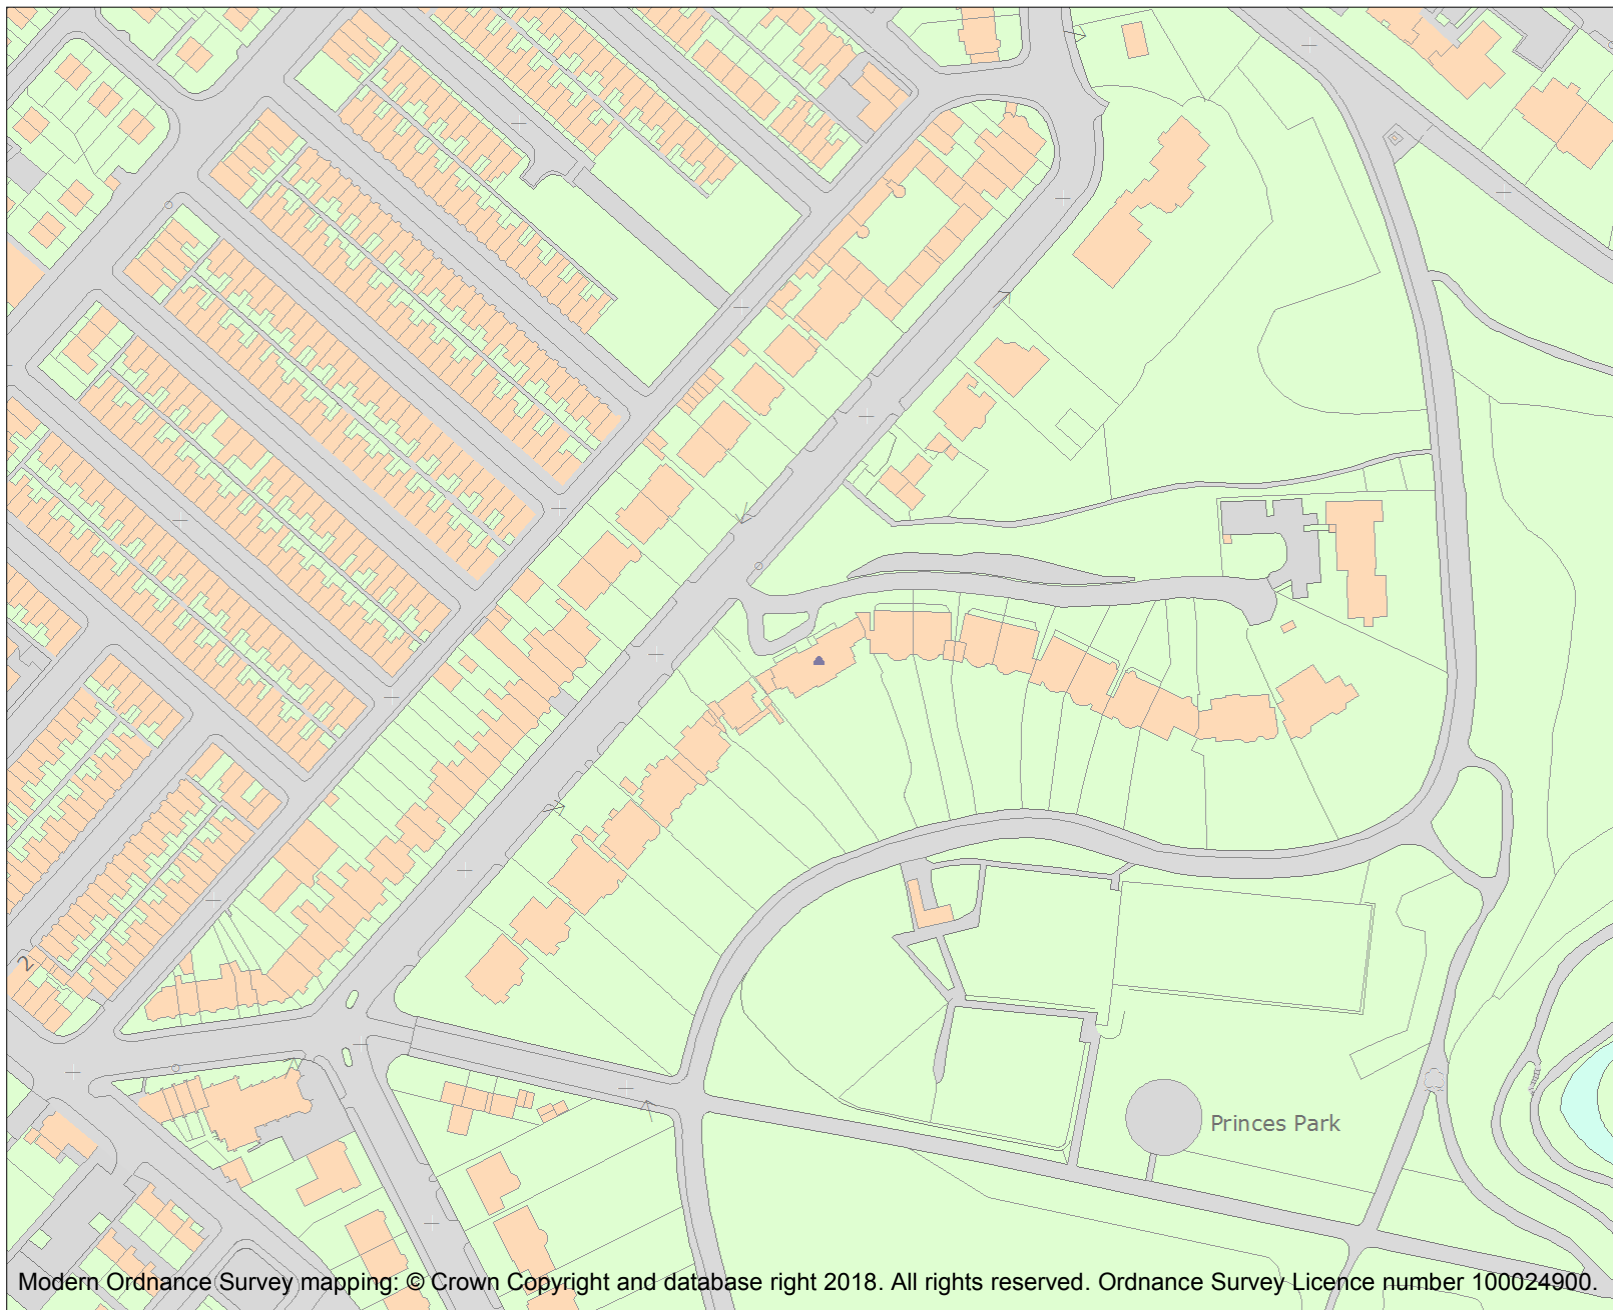 2
Princes Park
Modern Ordnance Survey mapping: © Crown Copyright and database right 2018. All rights reserved. Ordnance Survey Licence number 100024900.